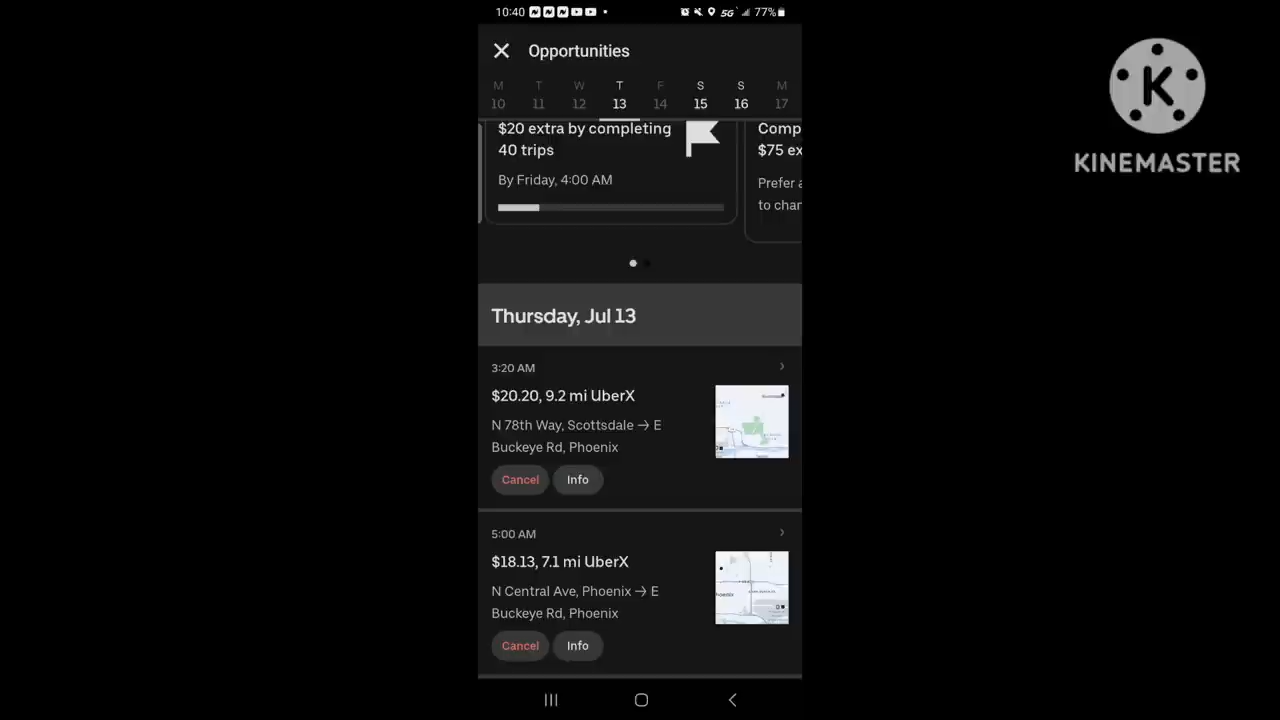 10:40
5G
77%
Opportunities
M T W T F S S M
10 11 12 13 14 15 16 17
$20 extra by completing
40 trips
By Friday, 4:00 AM
Comp
$75 ex
Prefer a
to char
Thursday, Jul 13
3:20 AM
$20.20, 9.2 mi UberX
N 78th Way, Scottsdale → E
Buckeye Rd, Phoenix
Cancel Info
5:00 AM
$18.13, 7.1 mi UberX
N Central Ave, Phoenix → E
Buckeye Rd, Phoenix
Cancel Info
K
KINEMASTER